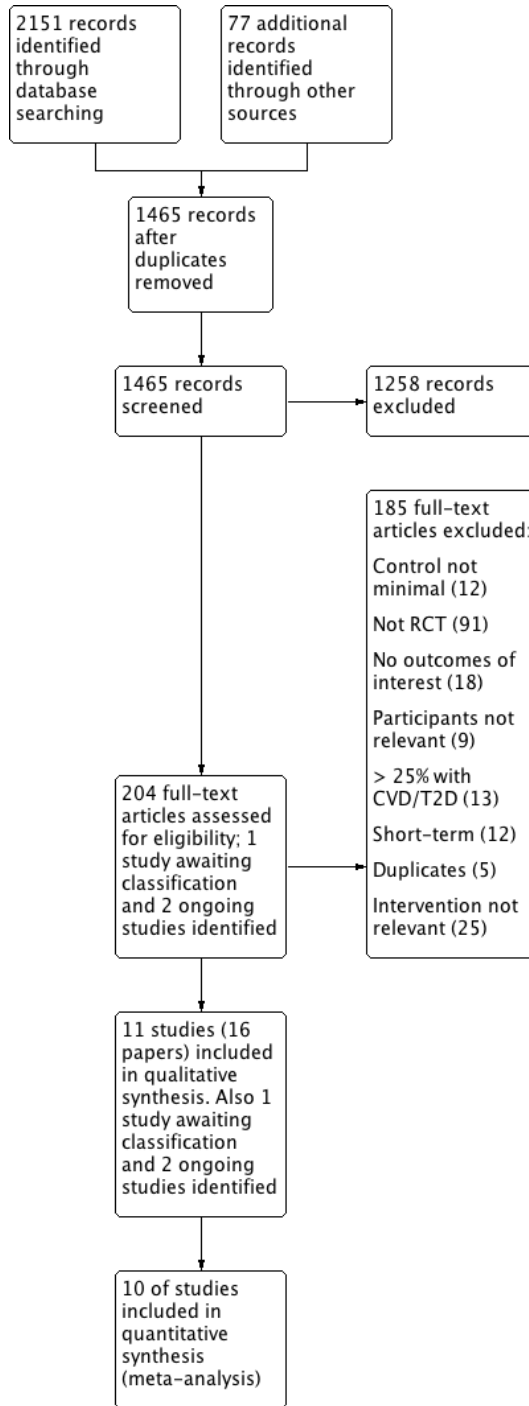 2151 records
identified
through
database
searching
77 additional
records
identified
through other
sources
1465 records
after
duplicates
removed
1465 records
screened
1258 records
excluded
185 full-text
articles excluded:
Control not
minimal (12)
Not RCT (91)
No outcomes of
interest (18)
Participants not
relevant (9)
> 25% with
CVD/T2D (13)
Short-term (12)
Duplicates (5)
Intervention not
relevant (25)
204 full-text
articles assessed
for eligibility; 1
study awaiting
classification
and 2 ongoing
studies identified
11 studies (16
papers) included
in qualitative
synthesis. Also 1
study awaiting
classification
and 2 ongoing
studies identified
10 of studies
included in
quantitative
synthesis
(meta-analysis)